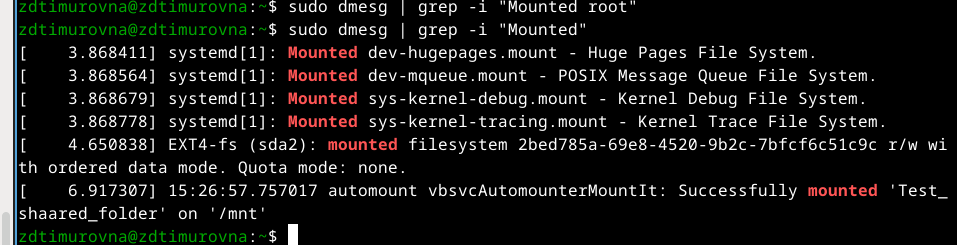 zdtimurovna@zdtimurovna:~$ sudo dmesg | grep -i "Mounted root"
zdtimurovna@zdtimurovna:~$ sudo dmesg | grep -i "Mounted"
[    3.868411] systemd[1]: Mounted dev-hugepages.mount - Huge Pages File System.
[    3.868564] systemd[1]: Mounted dev-mqueue.mount - POSIX Message Queue File System.
[    3.868679] systemd[1]: Mounted sys-kernel-debug.mount - Kernel Debug File System.
[    3.868778] systemd[1]: Mounted sys-kernel-tracing.mount - Kernel Trace File System.
[    4.650838] EXT4-fs (sda2): mounted filesystem 2bed785a-69e8-4520-9b2c-7bfcf6c51c9c r/w wi
th ordered data mode. Quota mode: none.
[    6.917307] 15:26:57.757017 automount vbsvcAutomounterMountIt: Successfully mounted 'Test_
shaared_folder' on '/mnt'
zdtimurovna@zdtimurovna:~$